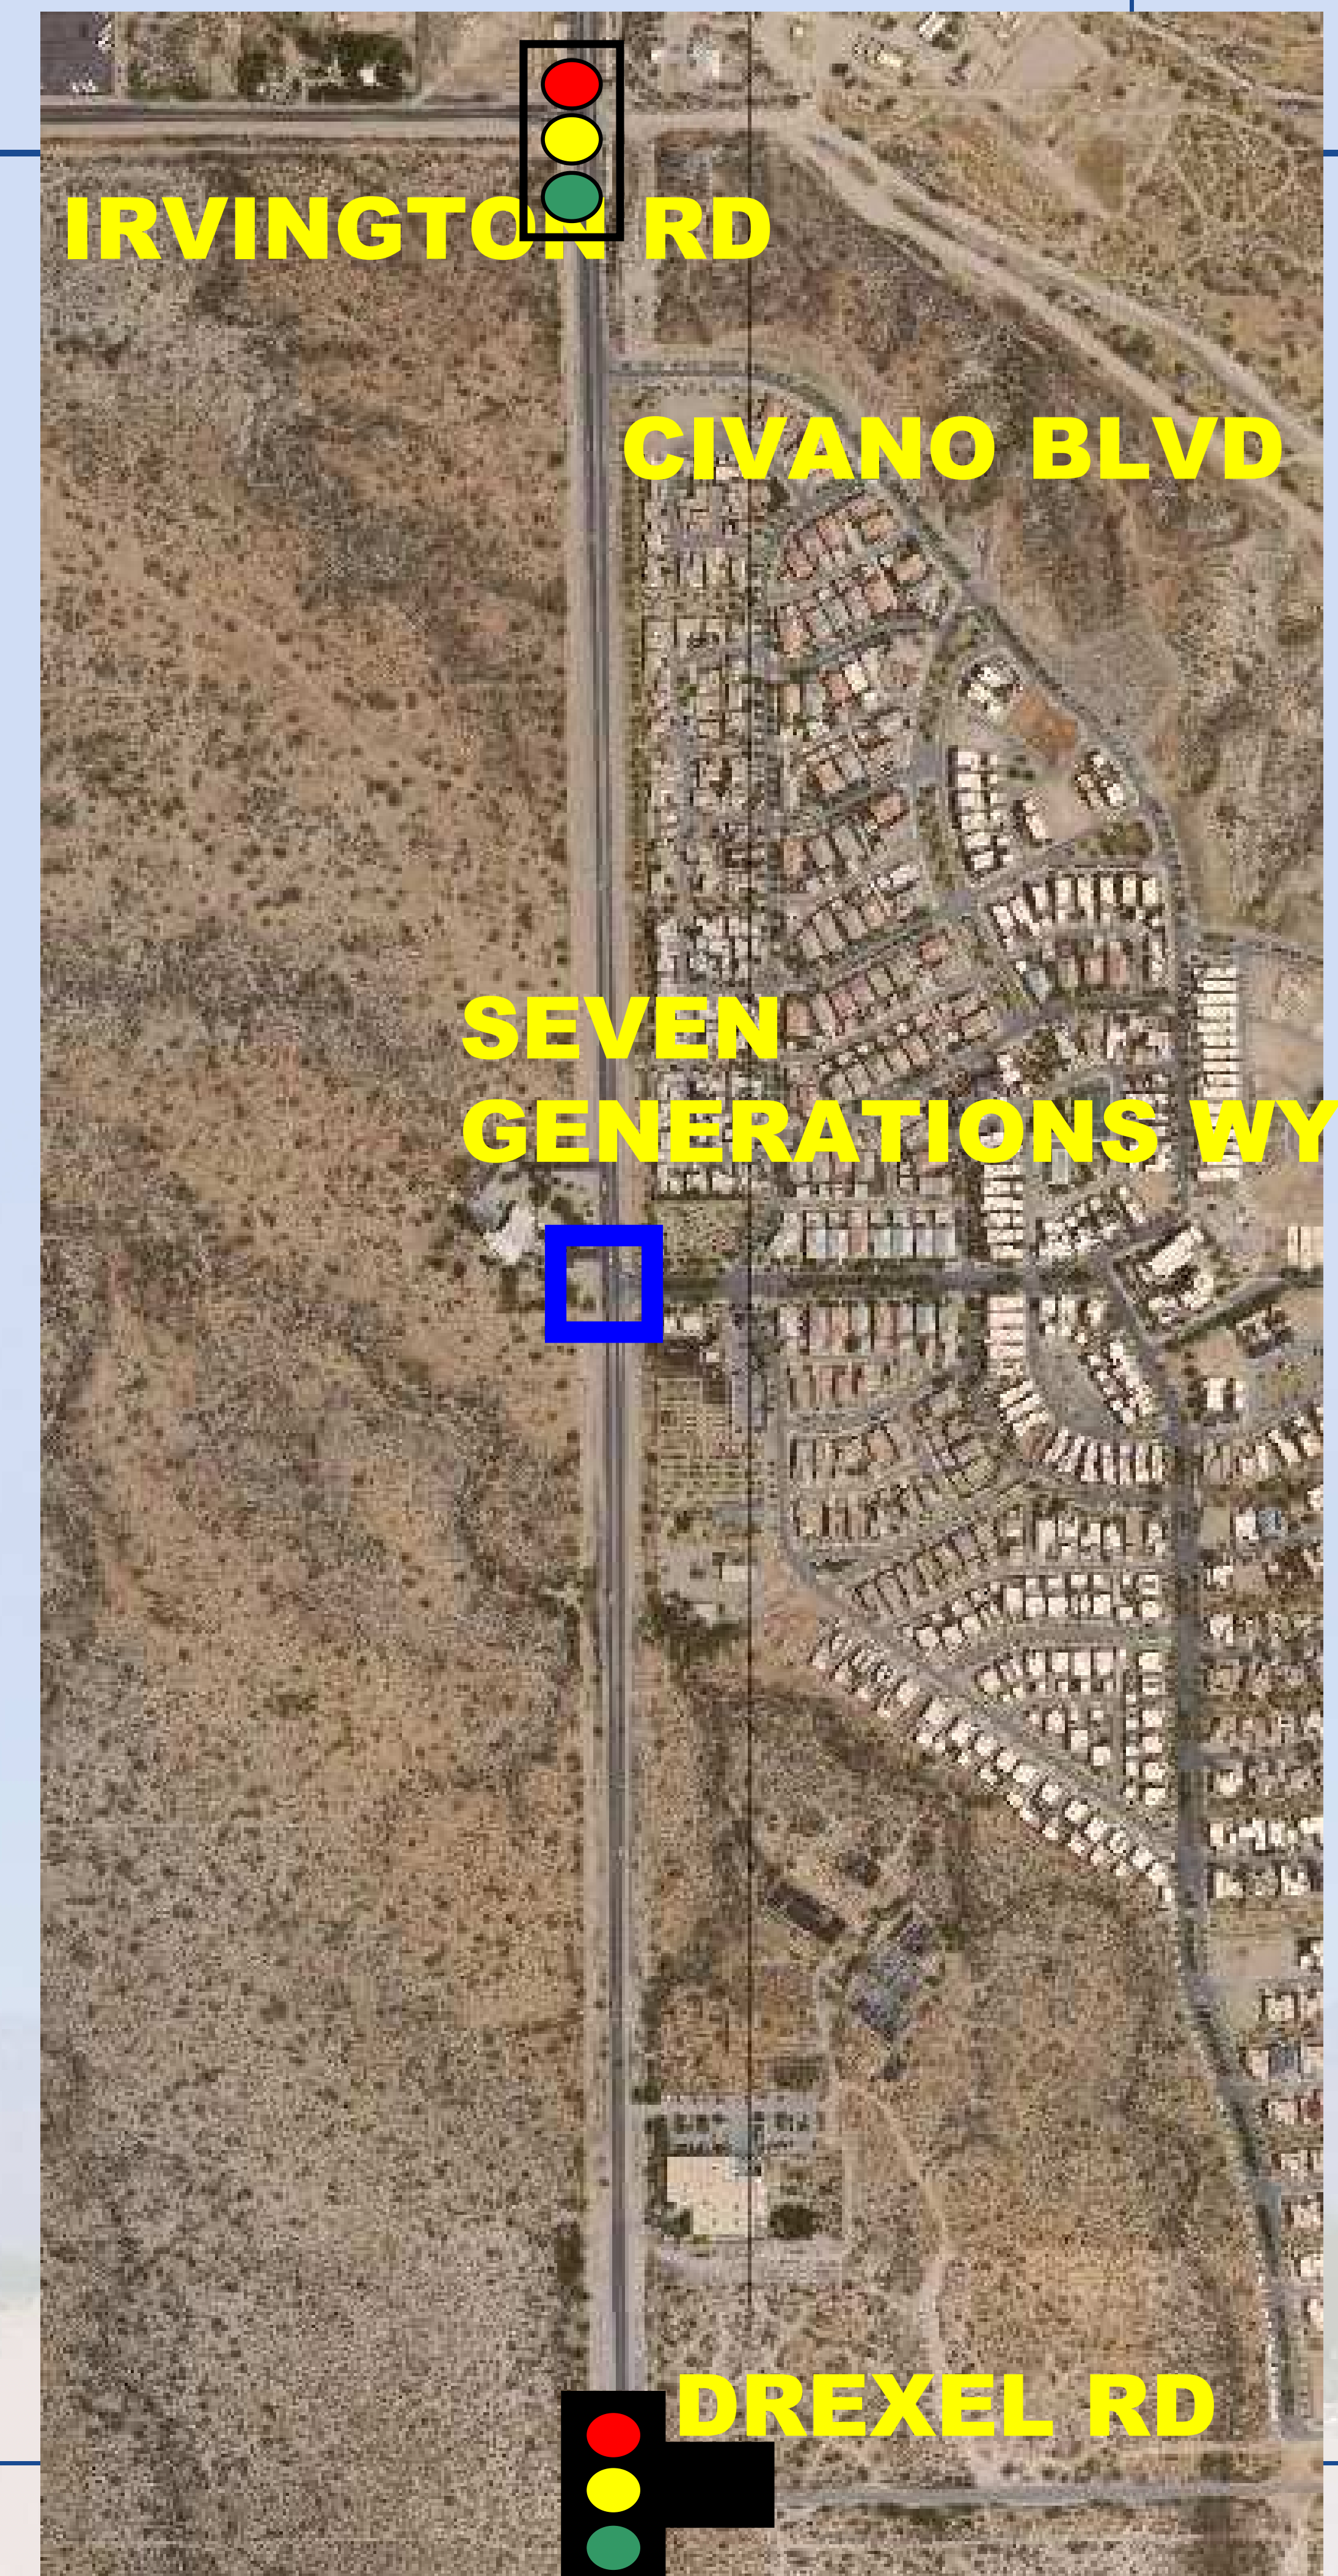 IRVINGTON RD
CIVANO BLVD
SEVEN
GENERATIONS WY
DREXEL RD